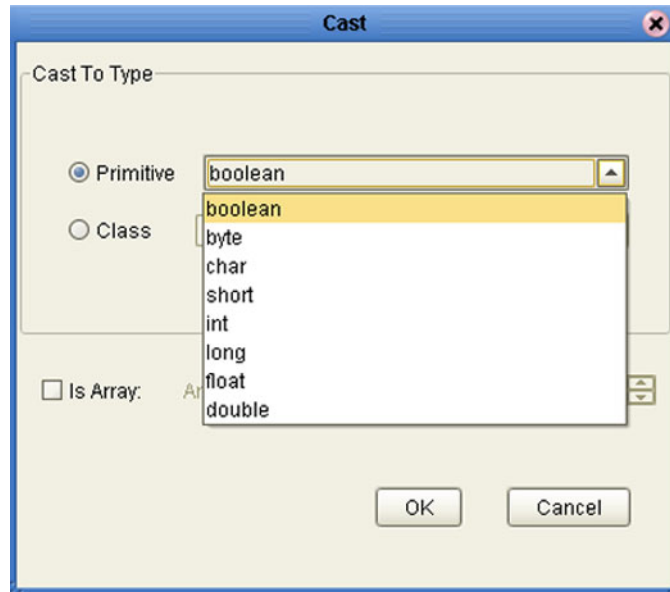 Cast
Cast To Type
Primitive
boolean
boolean
Class
byte
char
short
int
long
Is Array:
float
double
OK
Cancel